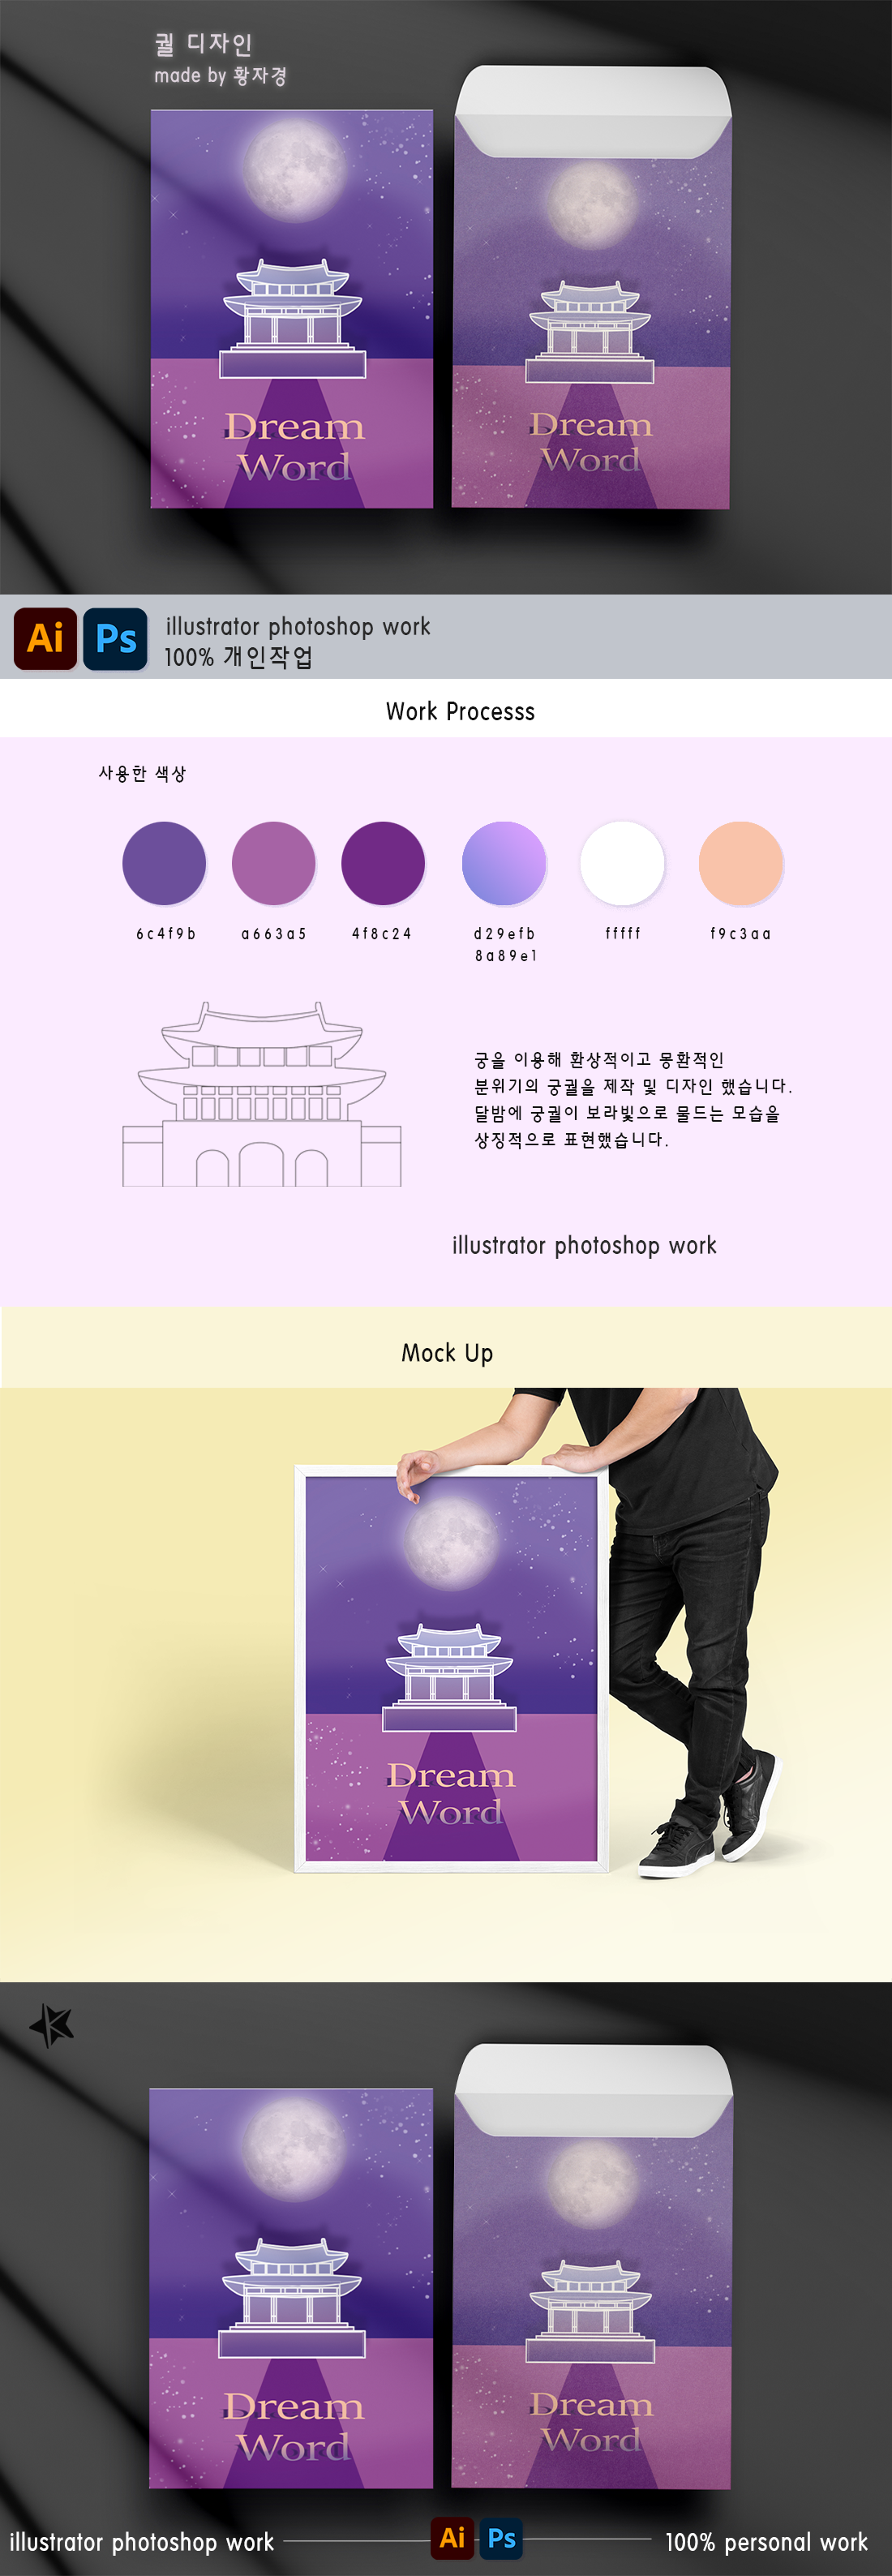 궐 디자인
made by 황자경
Dream
Word
Dream
Word
Ai Ps
illustrator photoshop work
100% 개인작업
Work Processs
사용한 색상
6c4f9b a663a5 4f8c24 d29efb fffff f9c3aa
8a89e1
궁을 이용해 환상적이고 몽환적인
분위기의 궁궐을 제작 및 디자인 했습니다.
달밤에 궁궐이 보라빛으로 물드는 모습을
상징적으로 표현했습니다.
illustrator photoshop work
Mock Up
Dream
Word
Dream
Word
Dream
Word
illustrator photoshop work Ai Ps 100% personal work